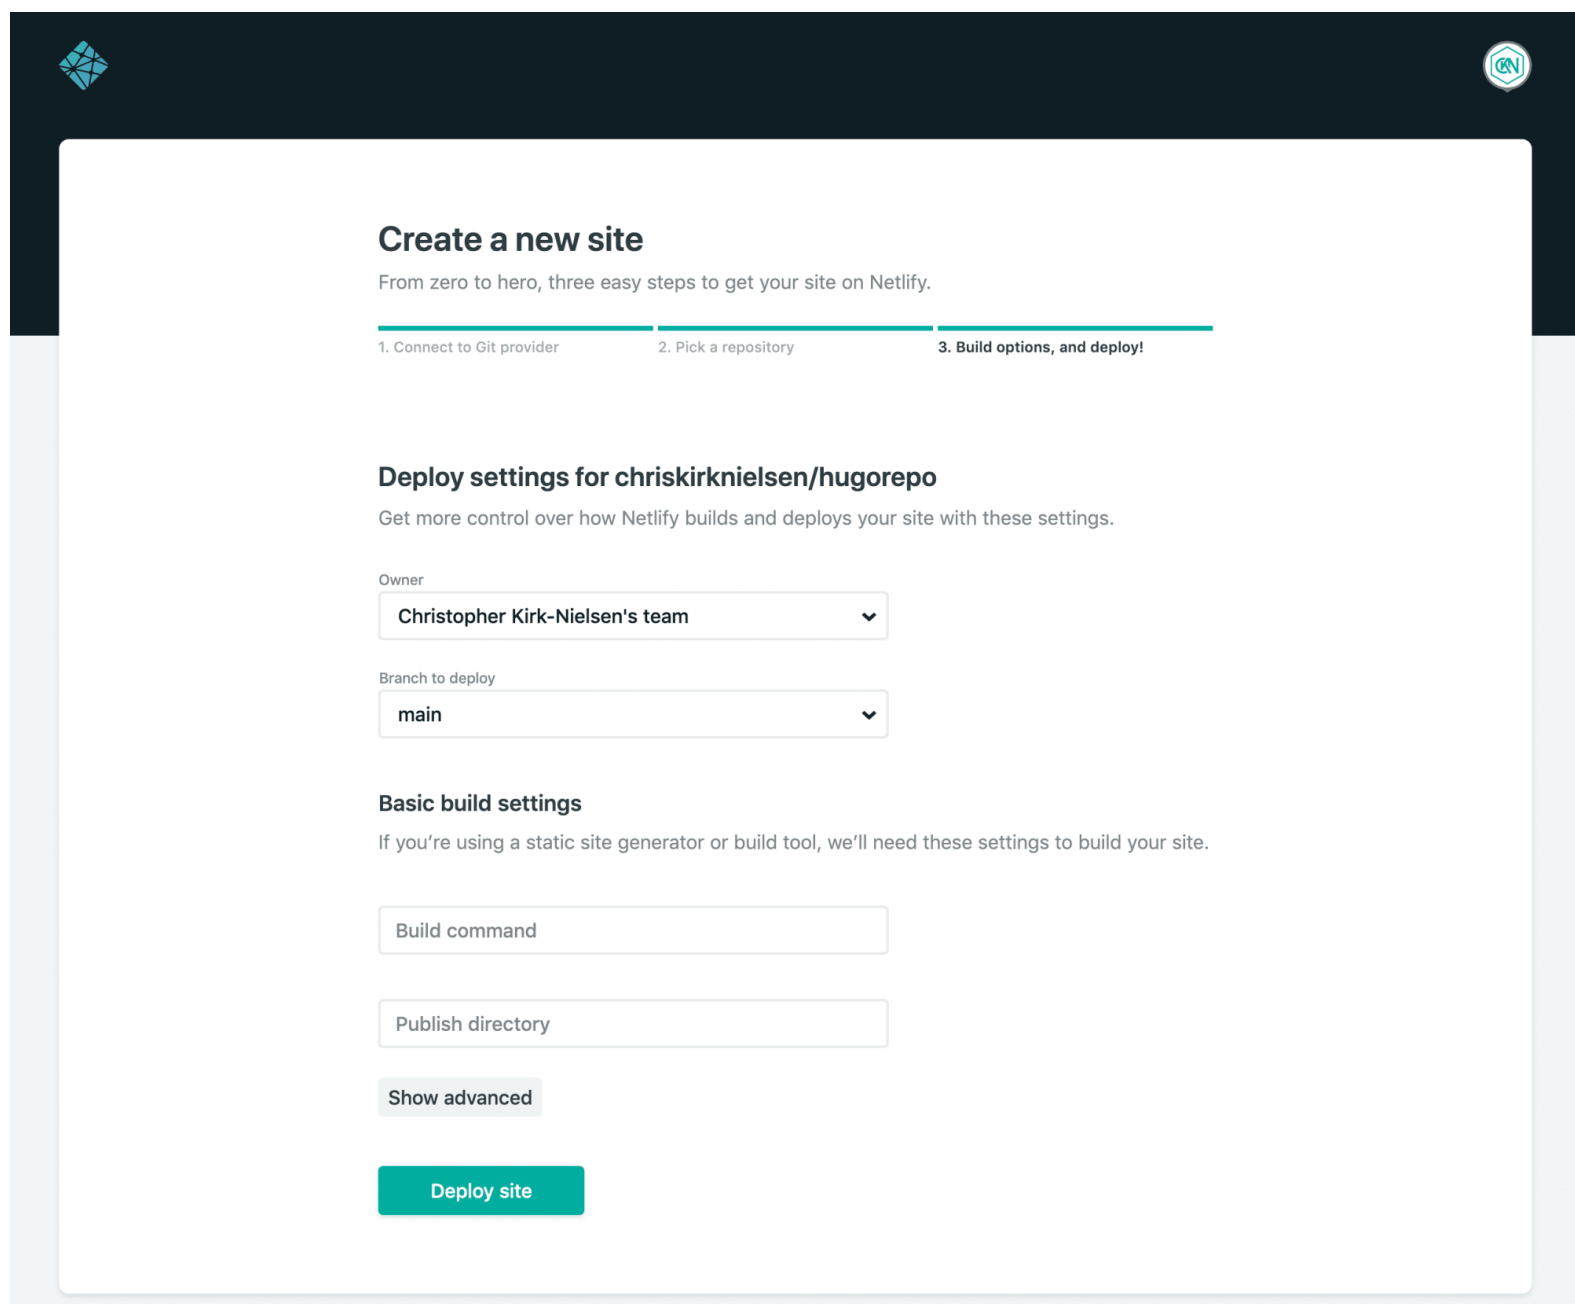 CKN
Create a new site
From zero to hero, three easy steps to get your site on Netlify.
1. Connect to Git provider
2. Pick a repository
3. Build options, and deploy!
Deploy settings for chriskirknielsen/hugorepo
Get more control over how Netlify builds and deploys your site with these settings.
Owner
Christopher Kirk-Nielsen's team
Branch to deploy
main
Basic build settings
If you’re using a static site generator or build tool, we’ll need these settings to build your site.
Build command
Publish directory
Show advanced
Deploy site